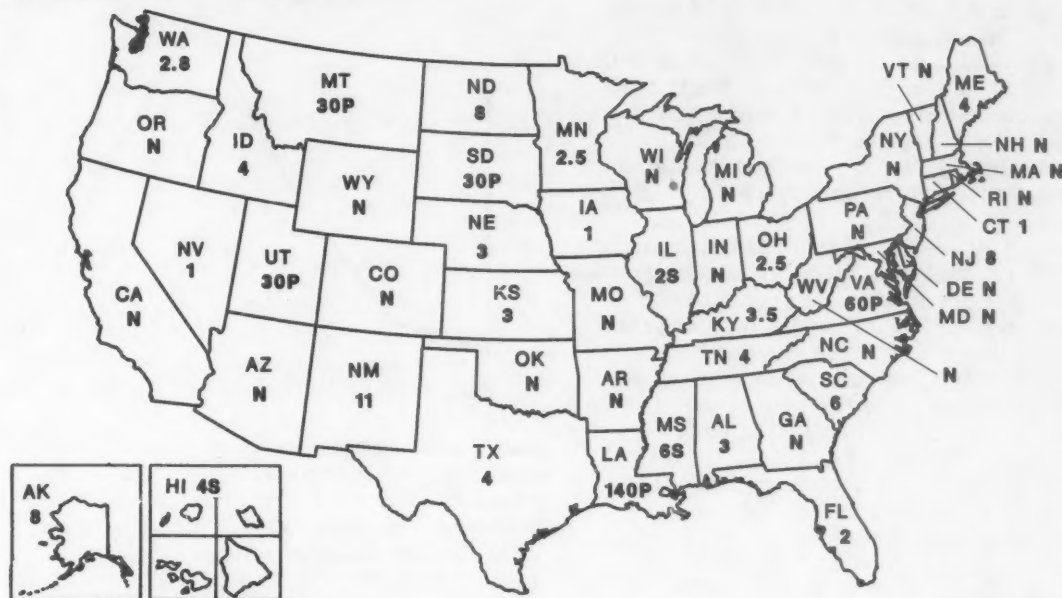 WA
2.8
MT
30P
ND
8
MN
2.5
VT N
ME
4
OR
N
ID
4
SD
30P
WI
N
MI
N
NY
N
NH N
MA N
RI N
CT 1
WY
N
IA
1
PA
N
NE
3
NV
1
UT
30P
CO
N
IL
2S
IN
N
OH
2.5
NJ 8
DE N
MD N
WV
VA
60P
CA
N
KS
3
MO
N
KY 3.5
N
TN 4
NC N
AZ
N
NM
11
OK
N
AR
N
SC
6
MS
6S
AL
3
GA
N
TX
4
LA
140P
FL
2
AK
8
HI 4S